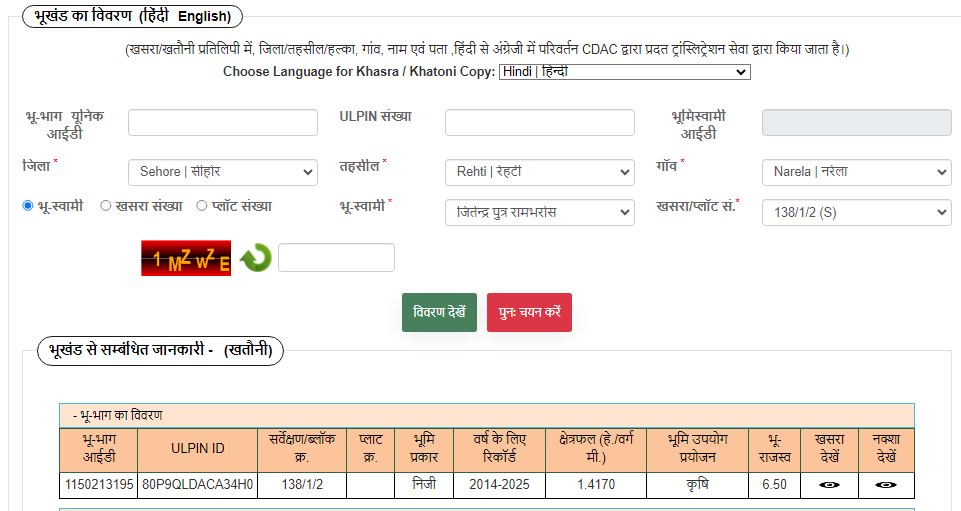 भूखंड का विवरण (हिंदी English)
(खसरा/खतौनी प्रतिलिपी में, जिला/तहसील/हल्का, गांव, नाम एवं पता ,हिंदी से अंग्रेजी में परिवर्तन CDAC द्वारा प्रदत ट्रांस्लिट्रेशन सेवा द्वारा किया जाता है।)
Choose Language for Khasra / Khatoni Copy: Hindi | हिन्दी
भू-भाग यूनिक आईडी
ULPIN संख्या
भूमिस्वामी आईडी
जिला * Sehore | सीहोर तहसील * Rehti | रेहटी गाँव * Narela | नरेला
भू-स्वामी खसरा संख्या प्लॉट संख्या भू-स्वामी * जितेन्द्र पुत्र रामभरोस खसरा/प्लॉट सं.* 138/1/2 (S)
1 M Z w Z E
विवरण देखें पुनः चयन करें
भूखंड से सम्बंधित जानकारी - (खतौनी)
- भू-भाग का विवरण
भू-भाग आईडी ULPIN ID सर्वेक्षण/ब्लॉक क्र. प्लाट क्र. भूमि प्रकार वर्ष के लिए रिकॉर्ड क्षेत्रफल (हे./वर्ग मी.) भूमि उपयोग प्रयोजन भू-राजस्व खसरा देखें नक्शा देखें
1150213195 80P9QLDACA34H0 138/1/2 निजी 2014-2025 1.4170 कृषि 6.50